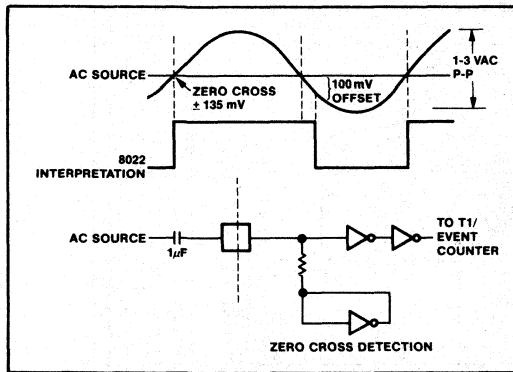 AC SOURCE
ZERO CROSS
± 135 mV
100 mV
OFFSET
1-3 VAC
P-P
8022
INTERPRETATION
AC SOURCE
1µF
TO T1/
EVENT
COUNTER
ZERO CROSS DETECTION